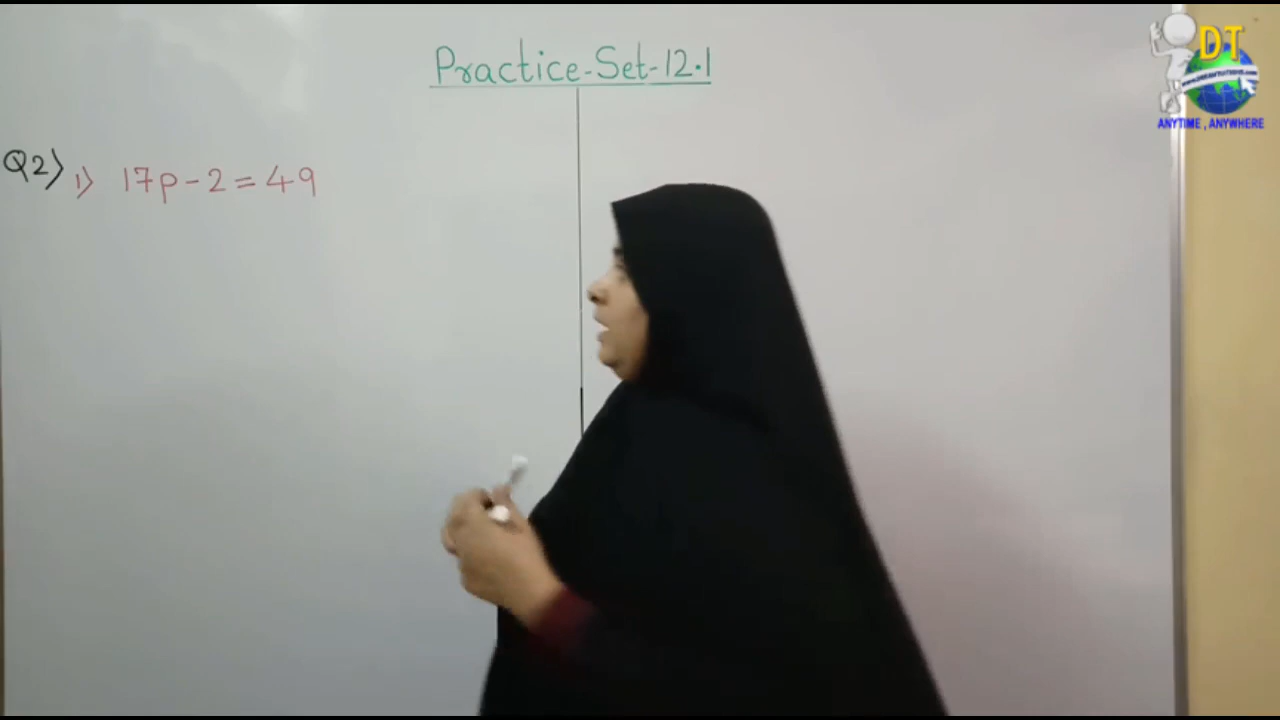 Practice-Set-12.1
Q2) 1) 17p-2=49
DT
ANYTIME , ANYWHERE